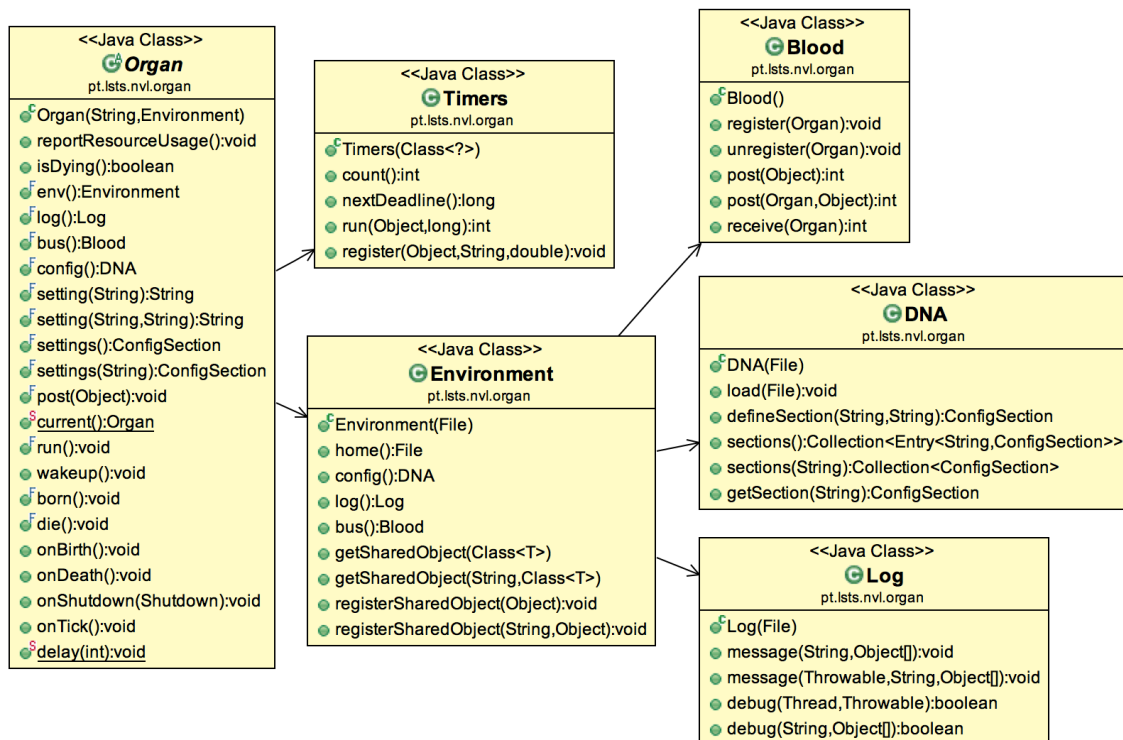 <<Java Class>>
Organ
pt.lsts.nvl.organ
Organ(String,Environment)
reportResourceUsage():void
isDying():boolean
env():Environment
log():Log
bus():Blood
config():DNA
setting(String):String
setting(String,String):String
settings():ConfigSection
settings(String):ConfigSection
post(Object):void
current():Organ
run():void
wakeup():void
born():void
die():void
onBirth():void
onDeath():void
onShutdown(Shutdown):void
onTick():void
delay(int):void
<<Java Class>>
Timers
pt.lsts.nvl.organ
Timers(Class<?>)
count():int
nextDeadline():long
run(Object,long):int
register(Object,String,double):void
<<Java Class>>
Environment
pt.lsts.nvl.organ
Environment(File)
home():File
config():DNA
log():Log
bus():Blood
getSharedObject(Class<T>)
getSharedObject(String,Class<T>)
registerSharedObject(Object):void
registerSharedObject(String,Object):void
<<Java Class>>
Blood
pt.lsts.nvl.organ
Blood()
register(Organ):void
unregister(Organ):void
post(Object):int
post(Organ,Object):int
receive(Organ):int
<<Java Class>>
DNA
pt.lsts.nvl.organ
DNA(File)
load(File):void
defineSection(String,String):ConfigSection
sections():Collection<Entry<String,ConfigSection>>
sections(String):Collection<ConfigSection>
getSection(String):ConfigSection
<<Java Class>>
Log
pt.lsts.nvl.organ
Log(File)
message(String,Object[]):void
message(Throwable,String,Object[]):void
debug(Thread,Throwable):boolean
debug(String,Object[]):boolean